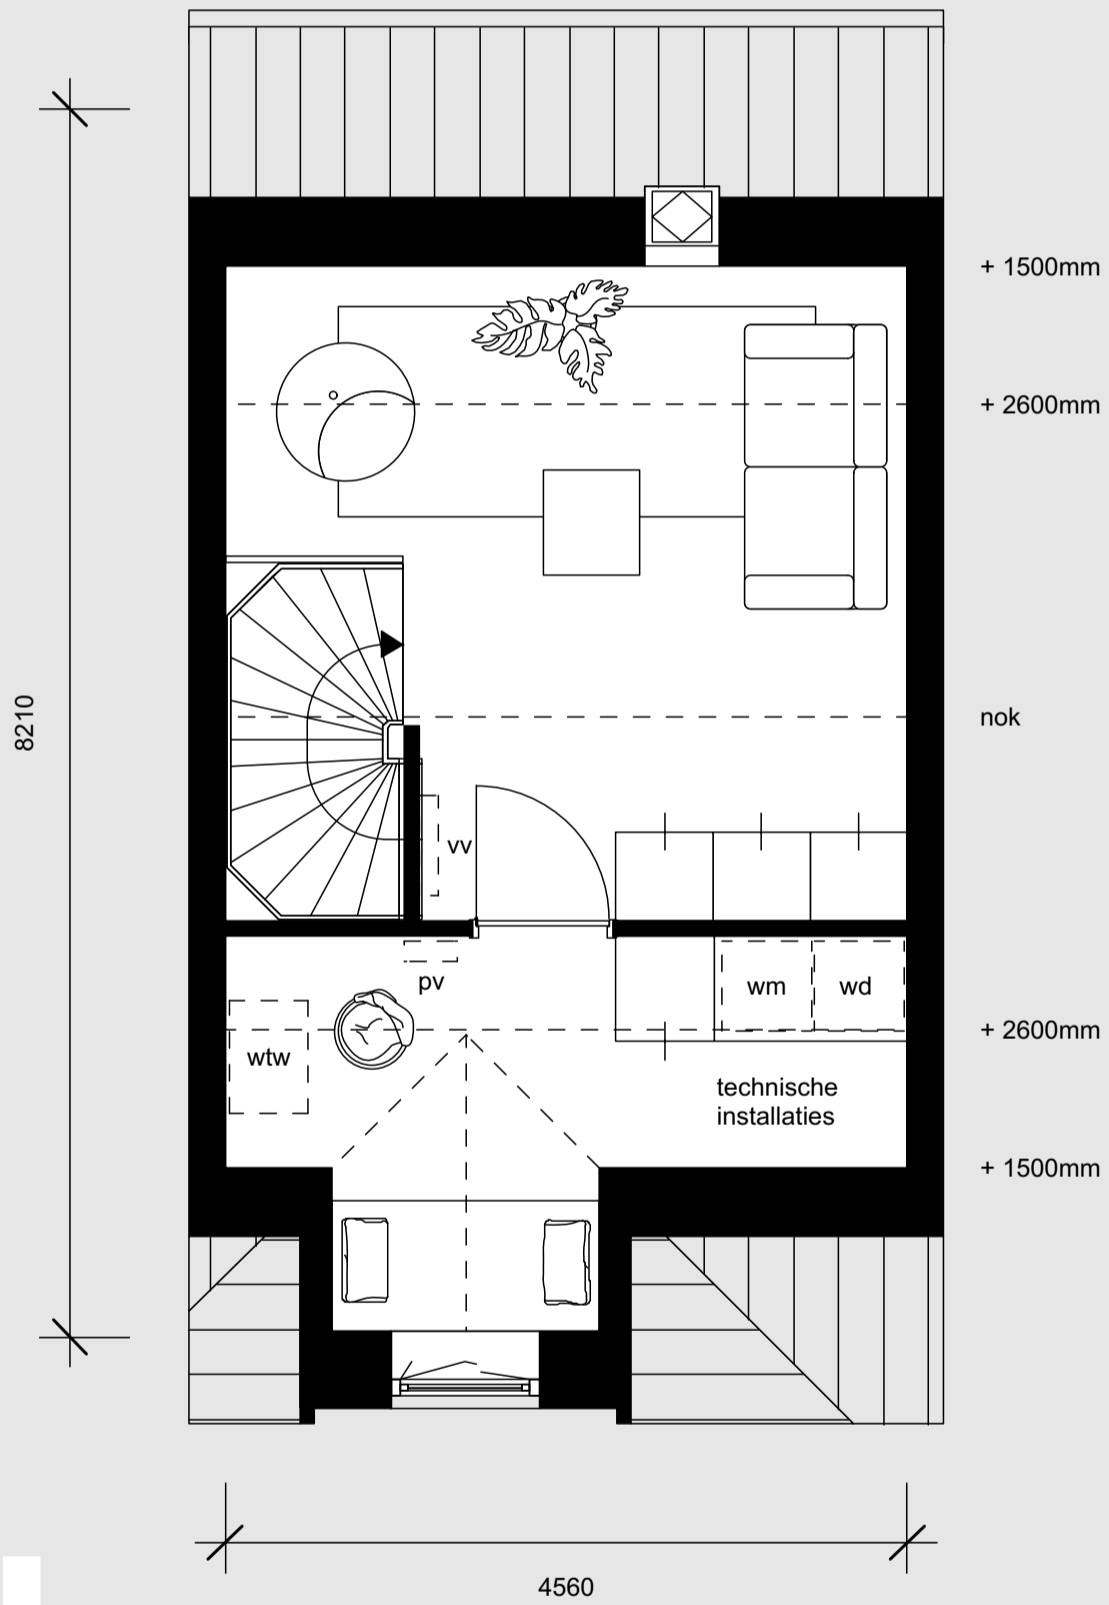 + 1500mm
+ 2600mm
8210
nok
vv
pv
wm
wd
+ 2600mm
wtw
technische
installaties
+ 1500mm
4560